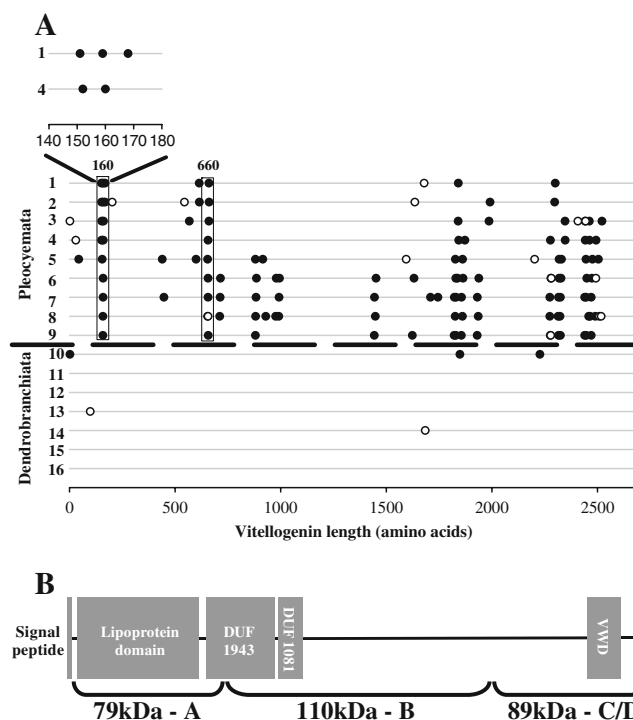 A
1
4
140 150 160 170 180
160 660
Pleocyemata
1
2
3
4
5
6
7
8
9
Dendrobranchiata
10
11
12
13
14
15
16
0 500 1000 1500 2000 2500
Vitellogenin length (amino acids)
B
Signal peptide
Lipoprotein domain
DUF 1943
DUF 1081
VWD
79kDa - A 110kDa - B 89kDa - C/D